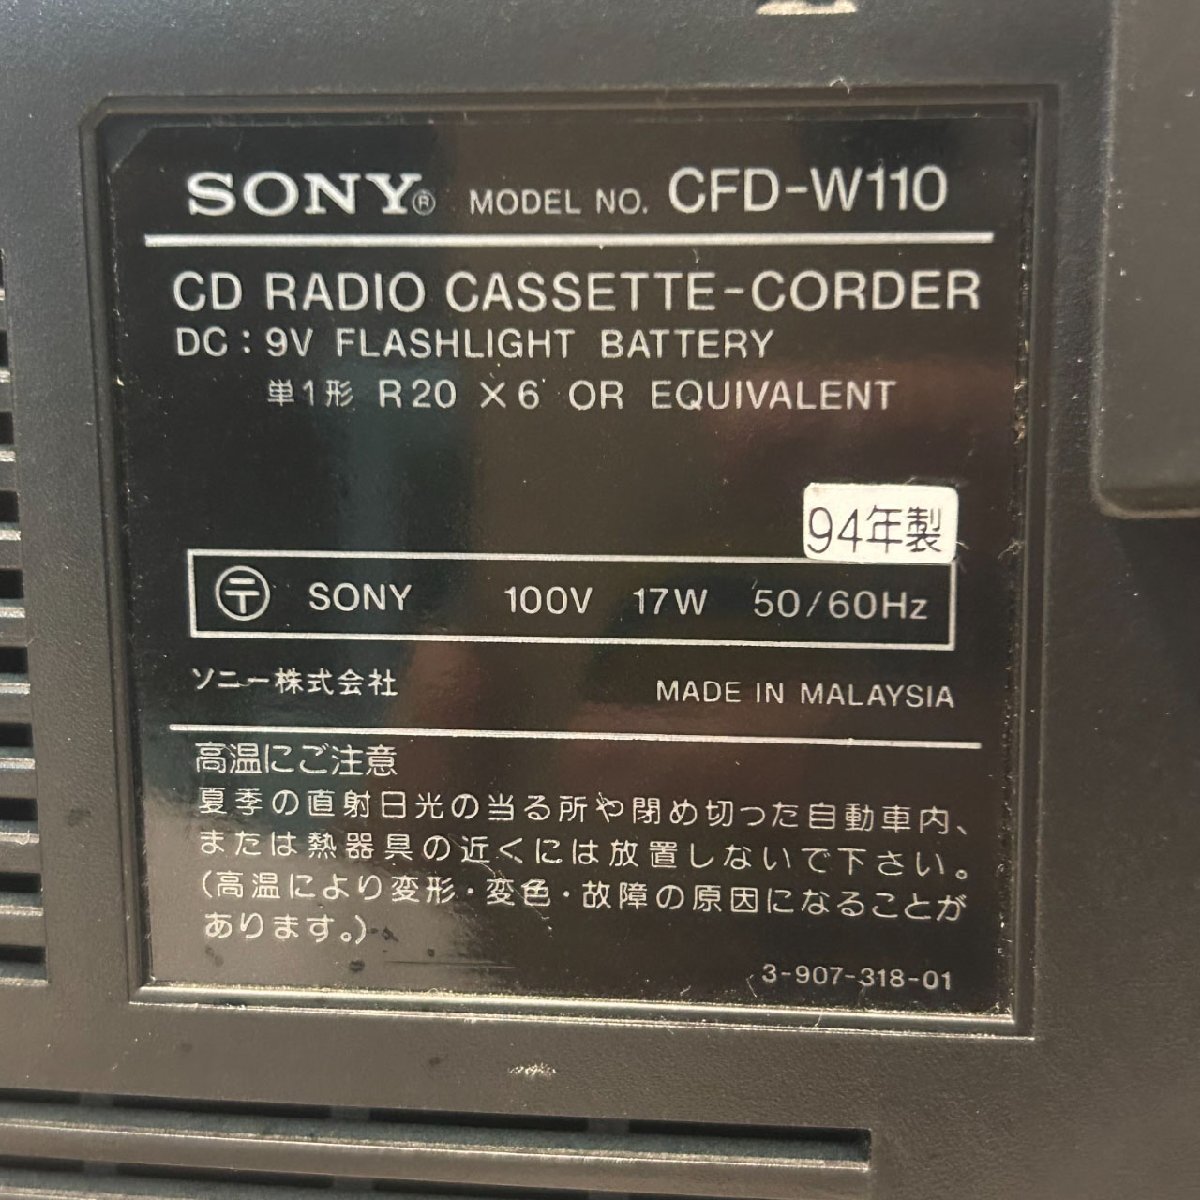 SONY® MODEL NO. CFD-W110
CD RADIO CASSETTE-CORDER
DC : 9V FLASHLIGHT BATTERY
単1形 R20 × 6 OR EQUIVALENT
94年製
〒 SONY 100V 17W 50/60Hz
ソニー株式会社 MADE IN MALAYSIA
高温にご注意
夏季の直射日光の当る所や閉め切った自動車内、
または熱器具の近くには放置しないで下さい。
(高温により変形・変色・故障の原因になることが
あります。)
3-907-318-01